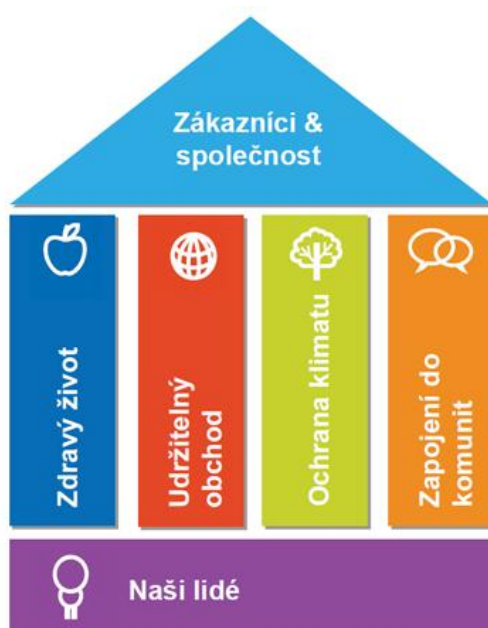 Zákazníci &
společnost
Zdravý život
Udržitelný
obchod
Ochrana klimatu
Zapojení do
komunit
Naši lidé